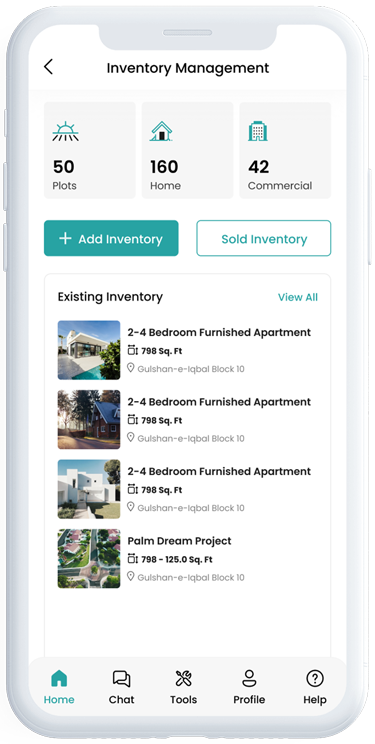 Inventory Management
50
Plots
160
Home
42
Commercial
+ Add Inventory
Sold Inventory
Existing Inventory
View All
2-4 Bedroom Furnished Apartment
798 Sq. Ft
Gulshan-e-Iqbal Block 10
2-4 Bedroom Furnished Apartment
798 Sq. Ft
Gulshan-e-Iqbal Block 10
2-4 Bedroom Furnished Apartment
798 Sq. Ft
Gulshan-e-Iqbal Block 10
Palm Dream Project
798 - 125.0 Sq. Ft
Gulshan-e-Iqbal Block 10
Home
Chat
Tools
Profile
Help